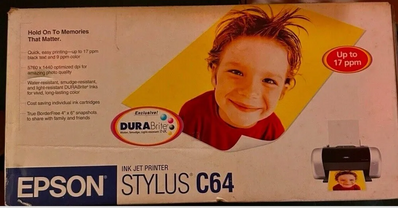 Hold On To Memories
That Matter.
Quick, easy printing—up to 17 ppm
black text and 9 ppm color
5760 x 1440 optimized dpi for
amazing photo quality
Water-resistant, smudge-resistant,
and light-resistant DURABrite® Inks
for vivid, long-lasting color
Cost saving individual ink cartridges
True BorderFree 4" x 6" snapshots,
to share with family and friends
Up to
17 ppm
Exclusive!
DURABrite
INK JET PRINTER
EPSON® STYLUS® C64